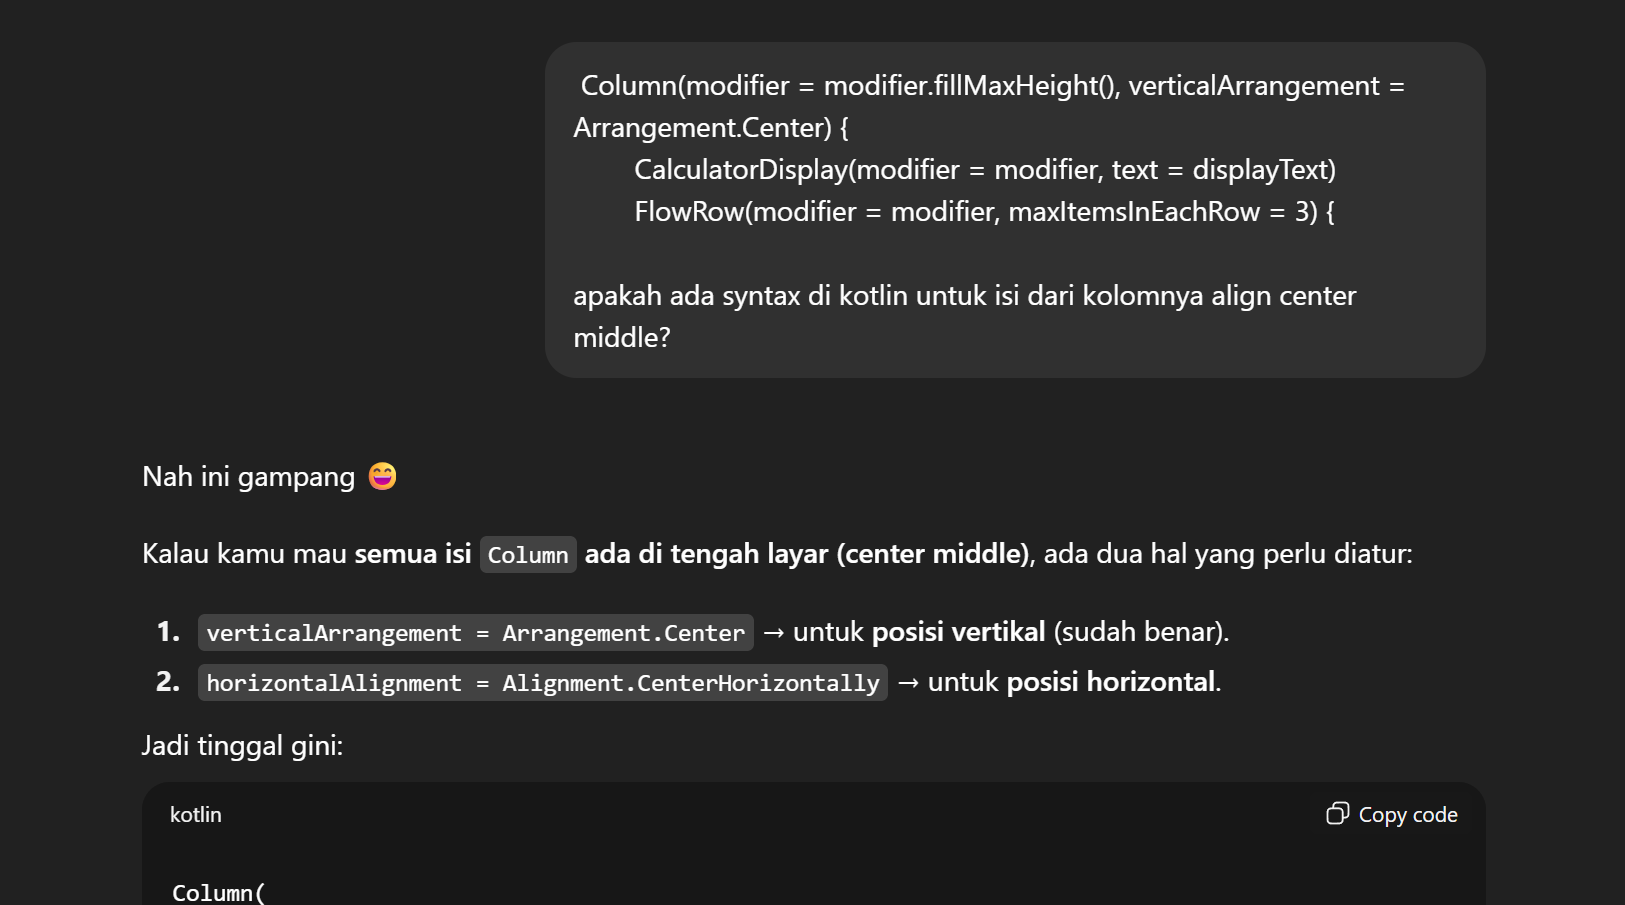 Column(modifier = modifier.fillMaxHeight(), verticalArrangement =
Arrangement.Center) {
CalculatorDisplay(modifier = modifier, text = displayText)
FlowRow(modifier = modifier, maxItemsInEachRow = 3) {
apakah ada syntax di kotlin untuk isi dari kolomnya align center
middle?
Nah ini gampang 😄
Kalau kamu mau semua isi Column ada di tengah layar (center middle), ada dua hal yang perlu diatur:
1. verticalArrangement = Arrangement.Center → untuk posisi vertikal (sudah benar).
2. horizontalAlignment = Alignment.CenterHorizontally → untuk posisi horizontal.
Jadi tinggal gini:
kotlin
Copy code
Column(